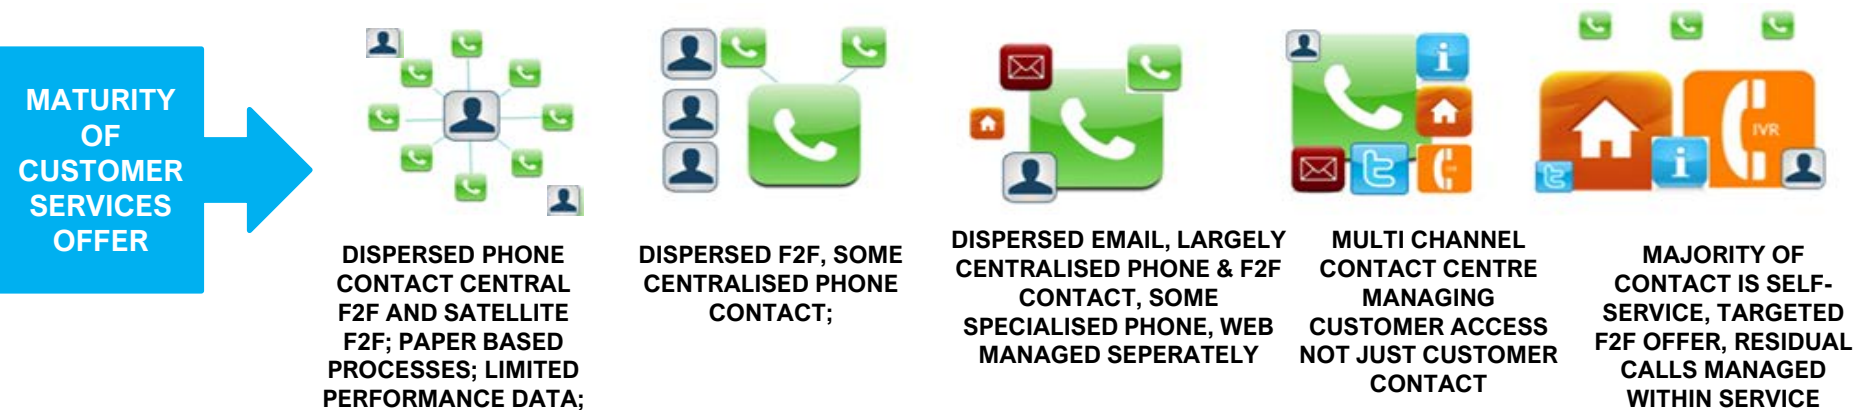 MATURITY
OF
CUSTOMER
SERVICES
OFFER
DISPERSED PHONE
CONTACT CENTRAL
F2F AND SATELLITE
F2F; PAPER BASED
PROCESSES; LIMITED
PERFORMANCE DATA;
DISPERSED F2F, SOME
CENTRALISED PHONE
CONTACT;
DISPERSED EMAIL, LARGELY
CENTRALISED PHONE & F2F
CONTACT, SOME
SPECIALISED PHONE, WEB
MANAGED SEPERATELY
MULTI CHANNEL
CONTACT CENTRE
MANAGING
CUSTOMER ACCESS
NOT JUST CUSTOMER
CONTACT
IVR
MAJORITY OF
CONTACT IS SELF-
SERVICE, TARGETED
F2F OFFER, RESIDUAL
CALLS MANAGED
WITHIN SERVICE